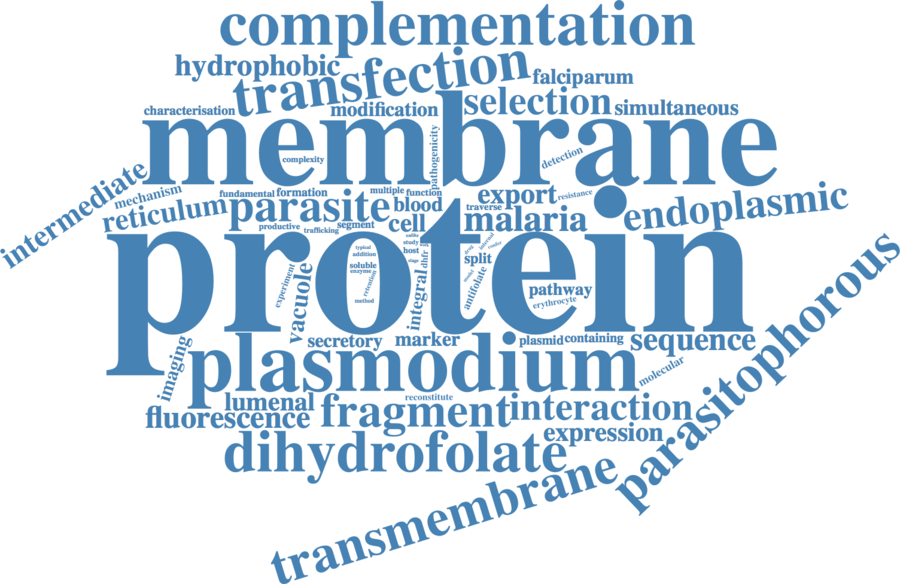 complementation
hydrophobic
transfection
falciparum
characterisation
modification
selection
simultaneous
membrane
complexity
pathogenicity
detection
intermediate
mechanism
fundamental
formation
multiple
function
export
resistance
reticulum
parasite
blood
traverse
malaria
endoplasmic
productive
trafficking
segment
cell
protein
typical
addition
study
host
soluble
enzyme
retention
method
dhfr
integral
split
antifolate
pathway
erythrocyte
experiment
vacuole
parasitophorous
secretory
marker
plasmid
containing
sequence
imaging
plasmodium
molecular
lumenal
reconstitute
fluorescence
fragment
interaction
expression
dihydrofolate
transmembrane